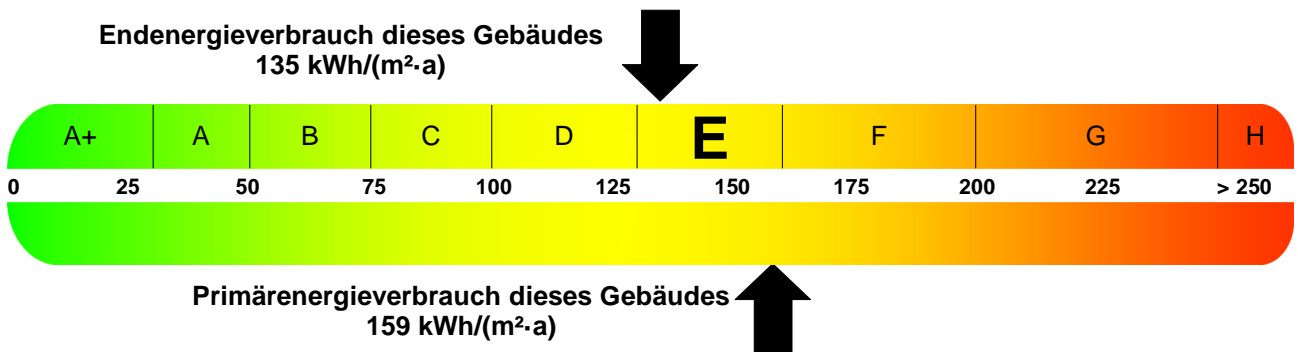 Endenergieverbrauch dieses Gebäudes
135 kWh/(m²·a)
A+ A B C D E F G H
0 25 50 75 100 125 150 175 200 225 > 250
Primärenergieverbrauch dieses Gebäudes
159 kWh/(m²·a)